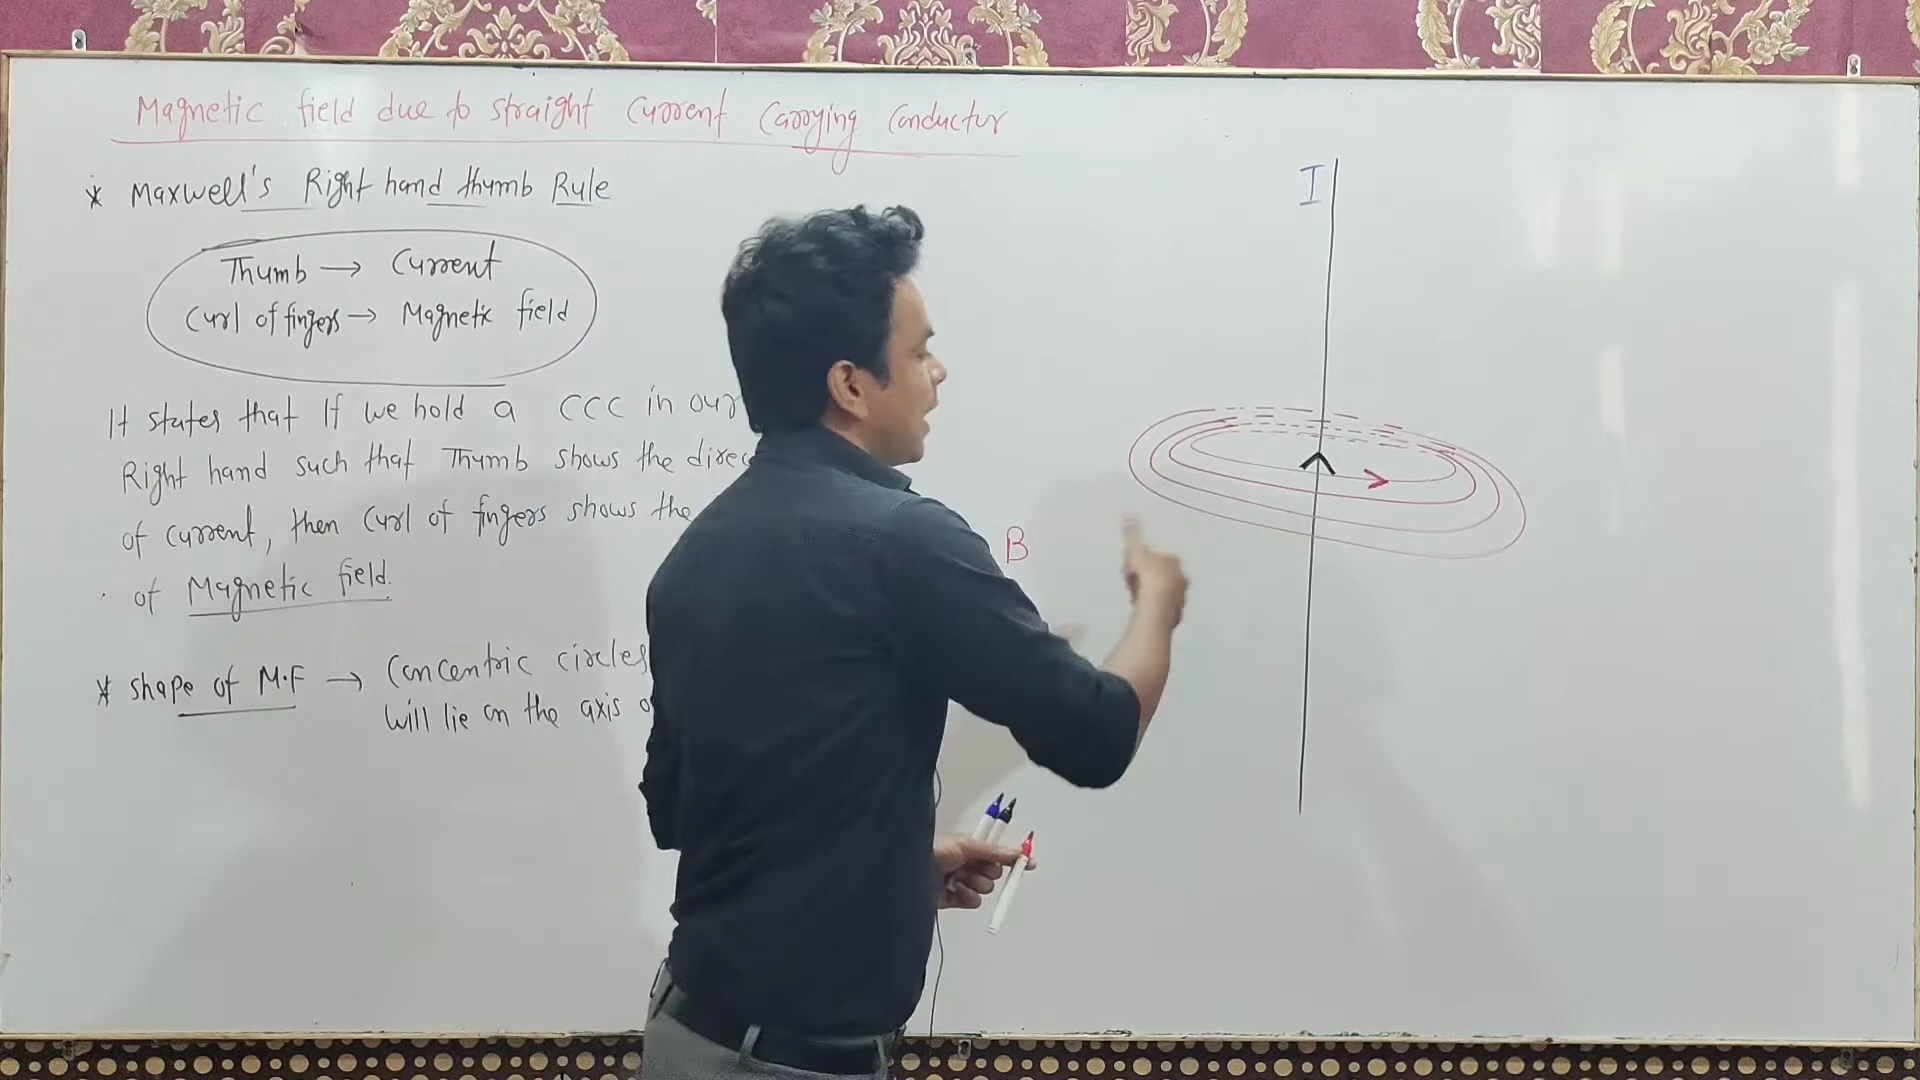 Magnetic field due to straight Current Carrying Conductor
* Maxwell's Right hand thumb Rule
Thumb → Current
Curl of fingers → Magnetic field
It states that If we hold a CCC in our
Right hand such that Thumb shows the direc
of current, then Curl of fingers shows the
of Magnetic field.
* Shape of M.F → Concentric circles
will lie on the axis o
B
I